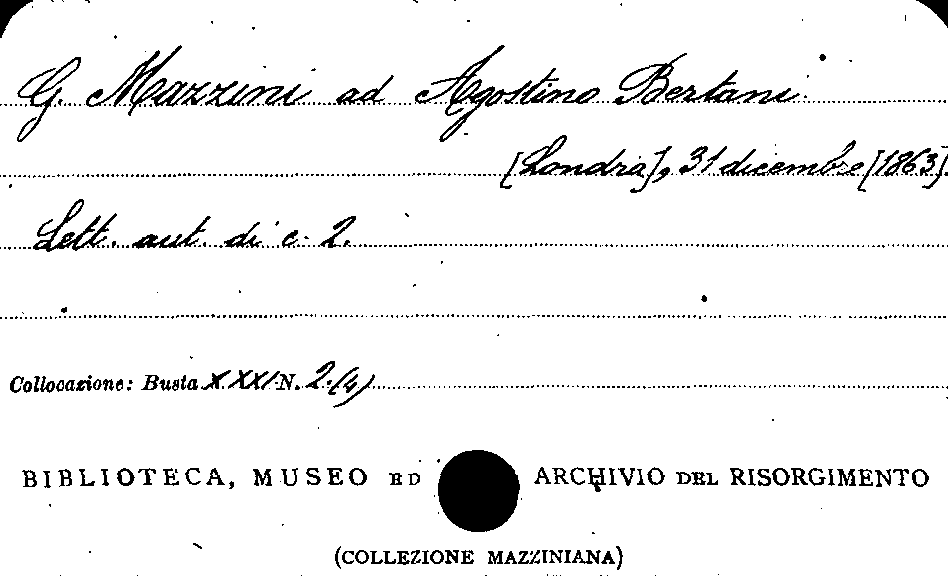 G. Mazzini ad Agostino Bertani.
[Londra], 31 dicembre [1863].
Lett. aut. di c. 2.
Collocazione: Busta XXXI N. 2.(4)
BIBLIOTECA, MUSEO ED ARCHIVIO DEL RISORGIMENTO
(COLLEZIONE MAZZINIANA)